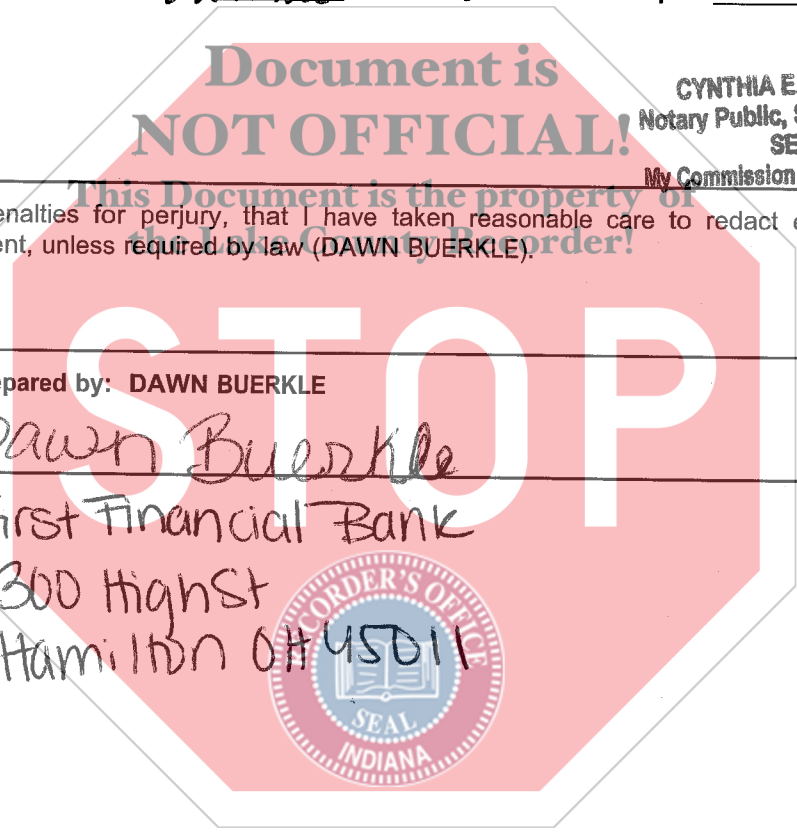 Document is
NOT OFFICIAL!
CYNTHIA E.
Notary Public,
My Commission
This Document is the property of
the Lake County Recorder!
enalties for perjury, that I have taken reasonable care to redact e
ent, unless required by law (DAWN BUERKLE).
STOP
epared by: DAWN BUERKLE
Dawn Buerkle
irst Financial Bank
300 High St
Hamilton OH 45011
RECORDER'S OFFICE
SEAL
INDIANA